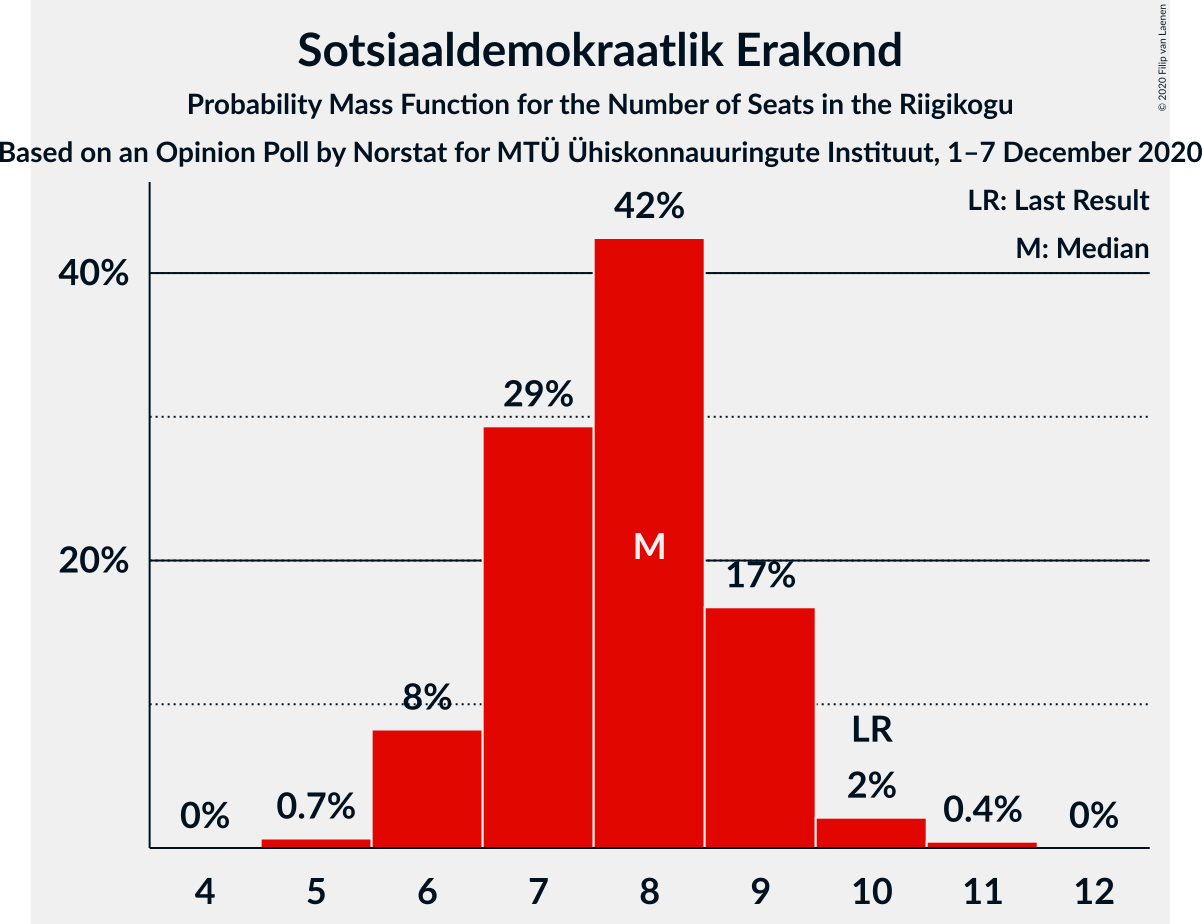 Sotsiaaldemokraatlik Erakond
Probability Mass Function for the Number of Seats in the Riigikogu
Based on an Opinion Poll by Norstat for MTÜ Ühiskonnauuringute Instituut, 1–7 December 2020
© 2020 Filip van Laenen
LR: Last Result
M: Median
42%
40%
29%
M
20%
17%
8%
LR
2%
0%
0.7%
0.4%
0%
4 5 6 7 8 9 10 11 12